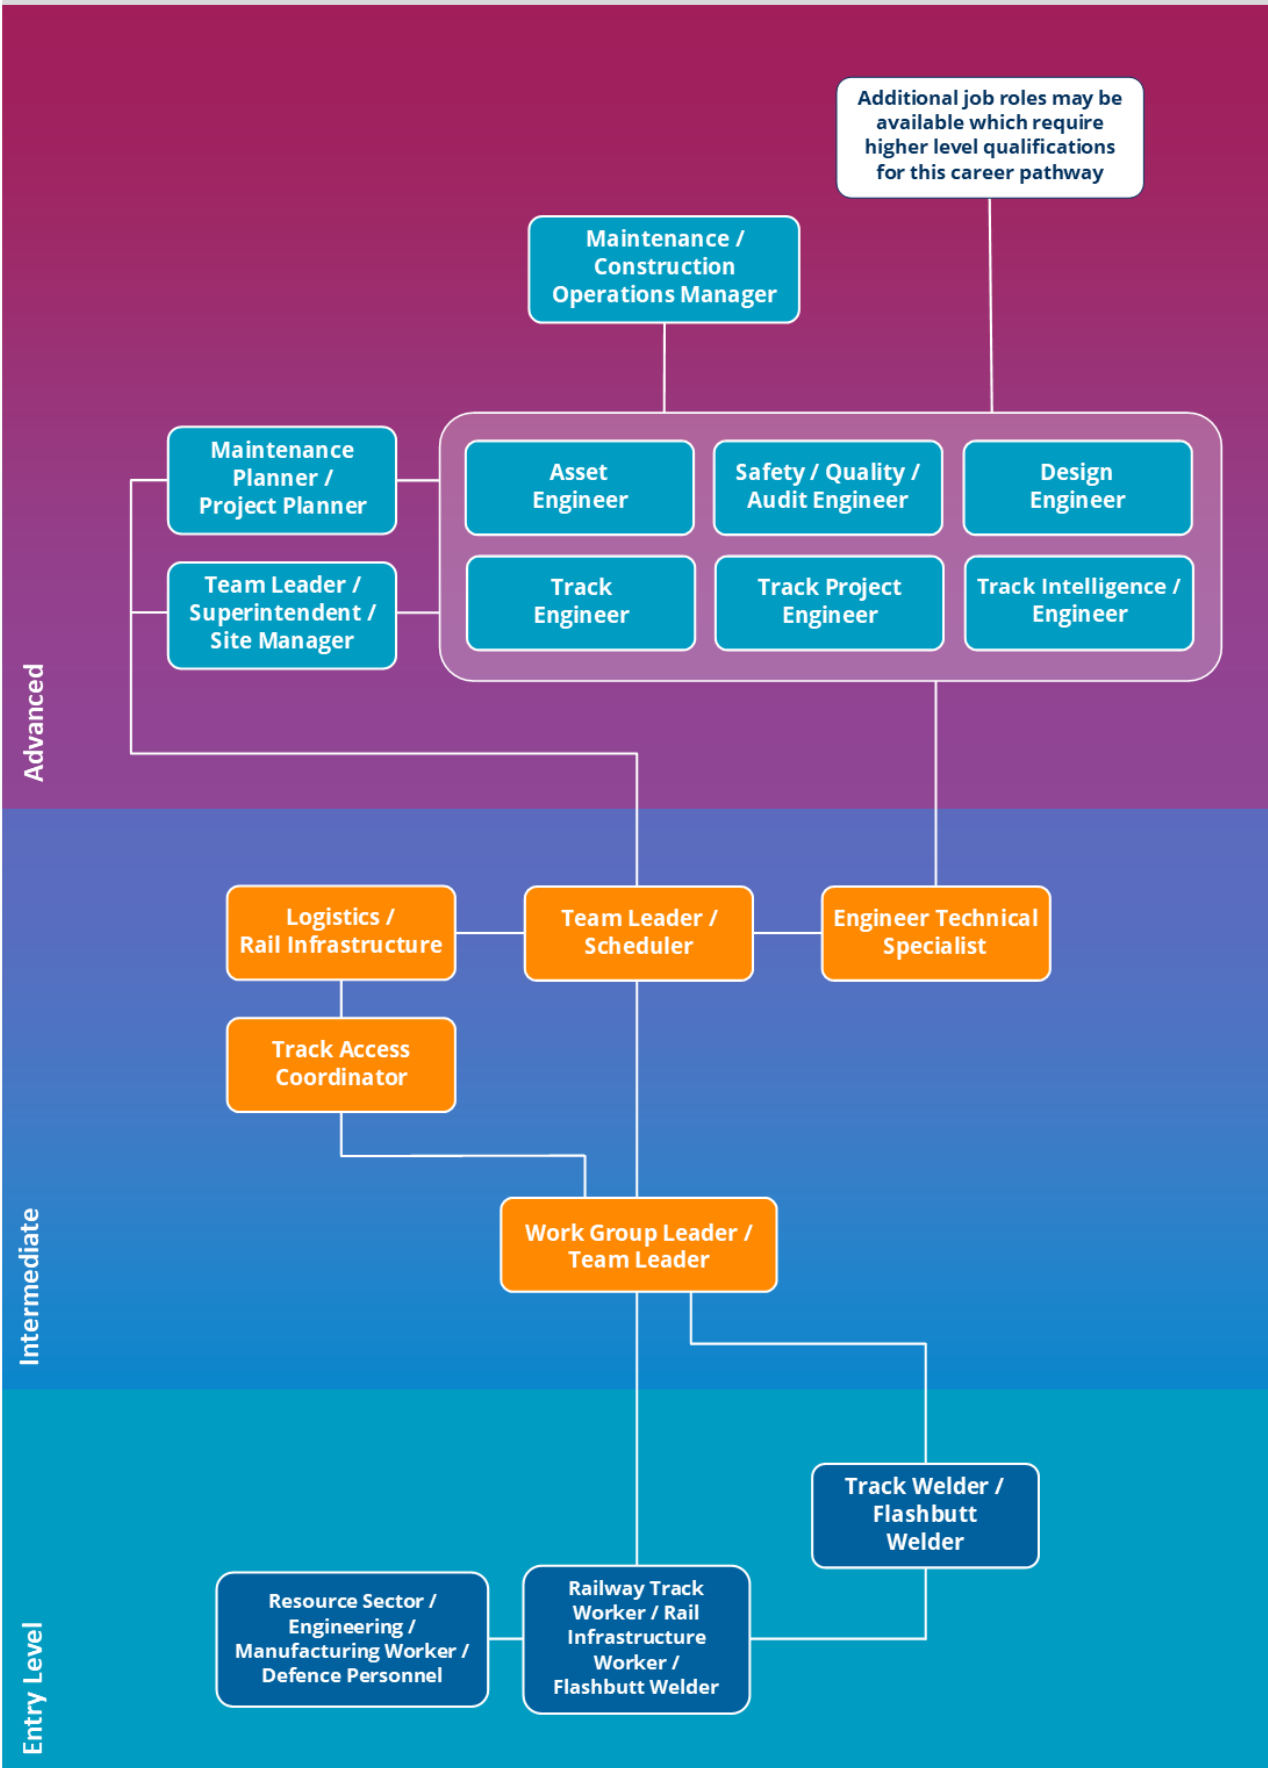 Additional job roles may be
available which require
higher level qualifications
for this career pathway
Maintenance /
Construction
Operations Manager
Maintenance
Planner /
Project Planner
Asset
Engineer
Safety / Quality /
Audit Engineer
Design
Engineer
Team Leader /
Superintendent /
Site Manager
Track
Engineer
Track Project
Engineer
Track Intelligence /
Engineer
Advanced
Logistics /
Rail Infrastructure
Team Leader /
Scheduler
Engineer Technical
Specialist
Track Access
Coordinator
Work Group Leader /
Team Leader
Intermediate
Track Welder /
Flashbutt
Welder
Resource Sector /
Engineering /
Manufacturing Worker /
Defence Personnel
Railway Track
Worker / Rail
Infrastructure
Worker /
Flashbutt Welder
Entry Level